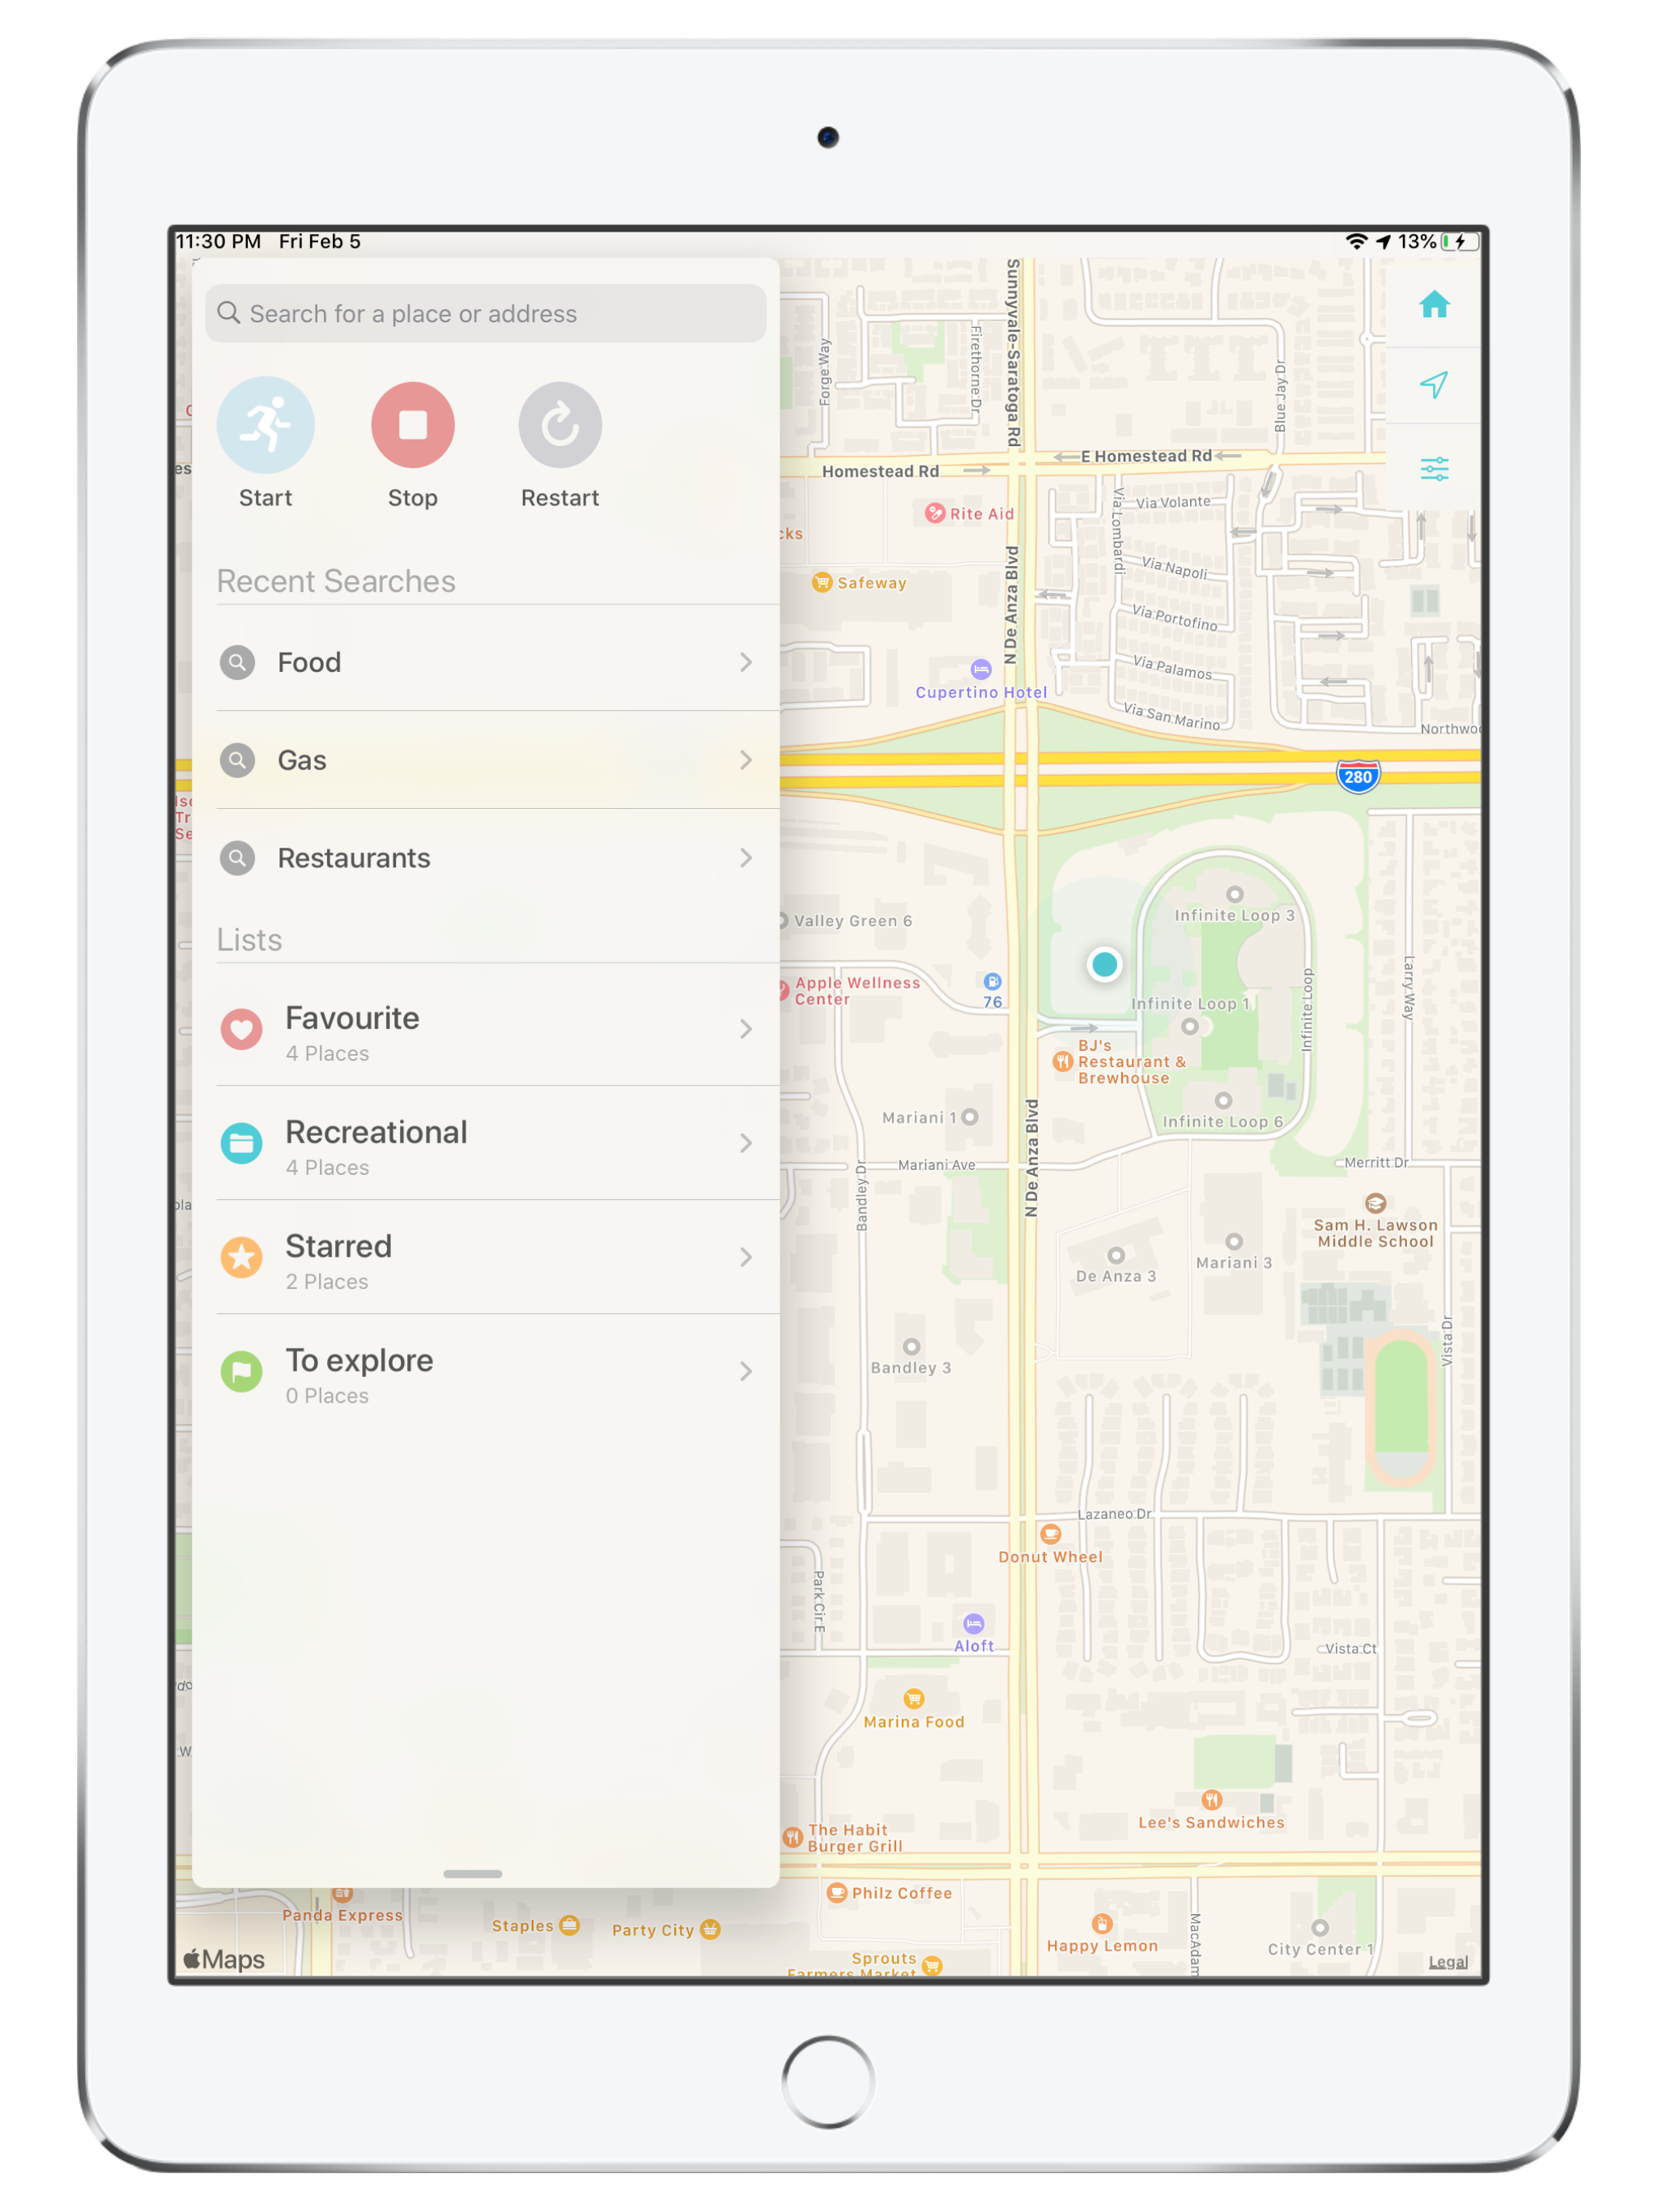 11:30 PM Fri Feb 5
13%
Search for a place or address
Start
Stop
Restart
Recent Searches
Food
Gas
Restaurants
Lists
Favourite
4 Places
Recreational
4 Places
Starred
2 Places
To explore
0 Places
Sunnyvale-Saratoga Rd
Forge Way
Firethorne Dr
Blue Jay Dr
Homestead Rd
E Homestead Rd
Rite Aid
Via Lombardi
Via Volante
cks
Safeway
N De Anza Blvd
Via Napoli
Via Portofino
Via Palamos
Cupertino Hotel
Via San Marino
Northwoo
280
Valley Green 6
Infinite Loop 3
Apple Wellness
Center
76
Infinite Loop 1
Infinite Loop
Larry Way
BJ's
Restaurant &
Brewhouse
Mariani 1
Infinite Loop 6
N De Anza Blvd
Mariani Ave
Merritt Dr
Bandley Dr
Sam H. Lawson
Middle School
De Anza 3
Mariani 3
Bandley 3
Vista Dr
Lazaneo Dr
Donut Wheel
Park Cir E
Aloft
Vista Ct
Marina Food
Lee's Sandwiches
The Habit
Burger Grill
Philz Coffee
Panda Express
Staples
Party City
Happy Lemon
MacAdam
City Center 1
Sprouts
Farmers Market
Maps
Legal